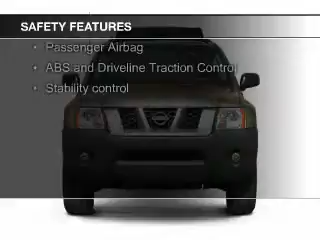 SAFETY FEATURES
• Passenger Airbag
• ABS and Driveline Traction Control
• Stability control